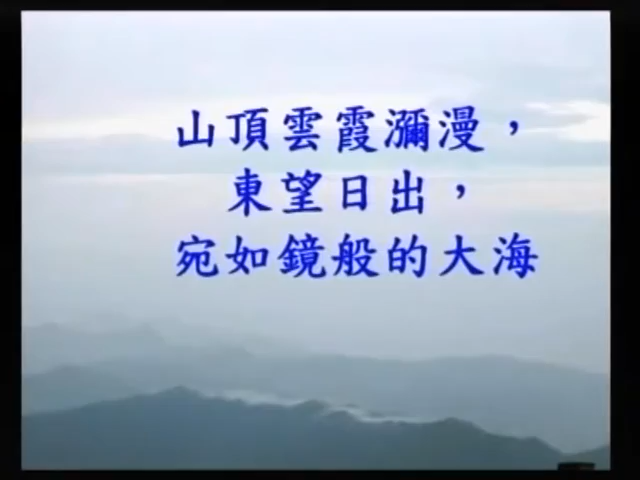 山頂雲霞瀰漫，
東望日出，
宛如鏡般的大海